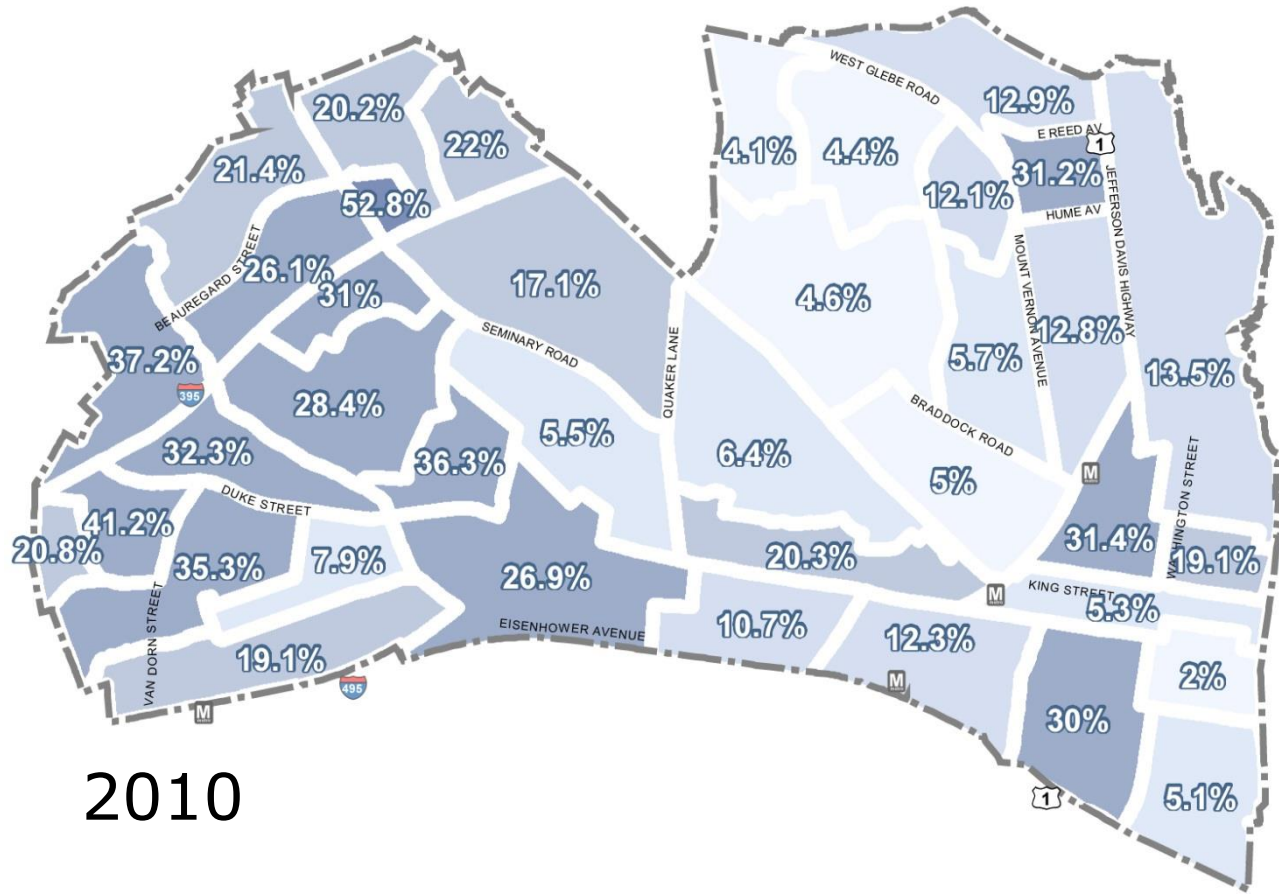 WEST GLEBE ROAD
20.2%
12.9%
E REED AV
1
22%
4.1%
4.4%
21.4%
31.2%
JEFFERSON DAVIS HIGHWAY
52.8%
12.1%
HUME AV
BEAUREGARD STREET
26.1%
31%
17.1%
4.6%
MOUNT VERNON AVENUE
12.8%
SEMINARY ROAD
QUAKER LANE
37.2%
5.7%
13.5%
395
28.4%
BRADDOCK ROAD
5.5%
32.3%
36.3%
6.4%
5%
M
WASHINGTON STREET
DUKE STREET
41.2%
20.8%
35.3%
7.9%
26.9%
20.3%
31.4%
19.1%
M
KING STREET
5.3%
VAN DORN STREET
EISENHOWER AVENUE
10.7%
12.3%
19.1%
2%
495
M
M
30%
2010
1
5.1%